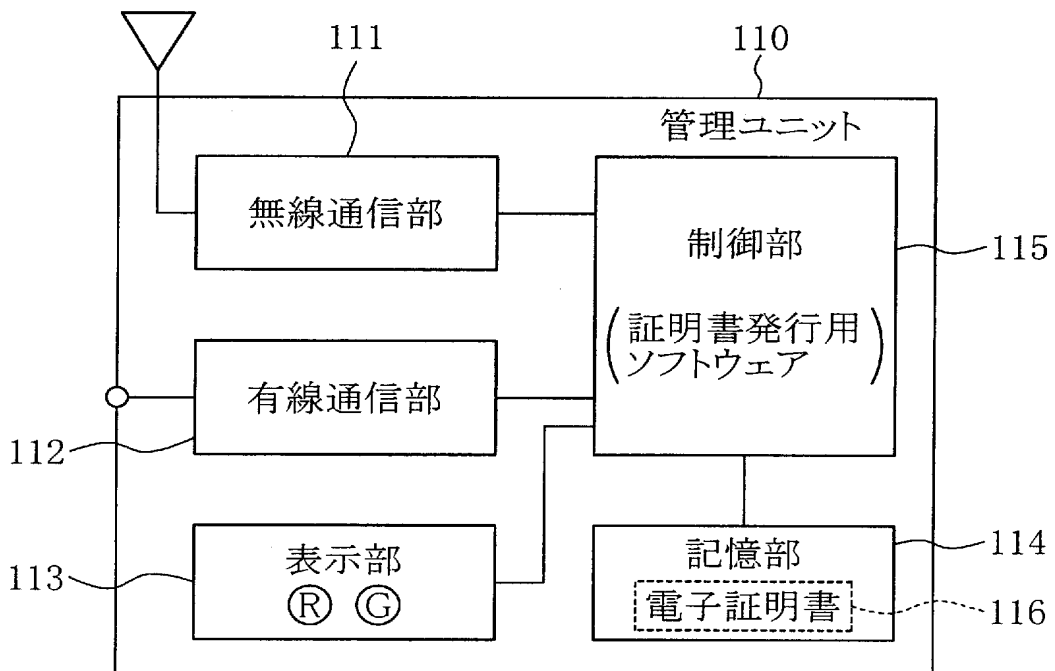 111
110
管理ユニット
無線通信部
制御部
115
(証明書発行用
ソフトウェア)
有線通信部
112
表示部
Ⓡ Ⓖ
113
記憶部
114
電子証明書
116